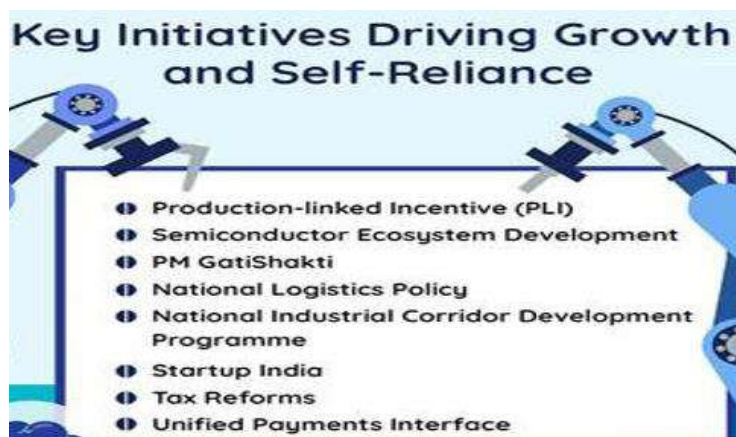 Key Initiatives Driving Growth
and Self-Reliance
Production-linked Incentive (PLI)
Semiconductor Ecosystem Development
PM GatiShakti
National Logistics Policy
National Industrial Corridor Development
Programme
Startup India
Tax Reforms
Unified Payments Interface